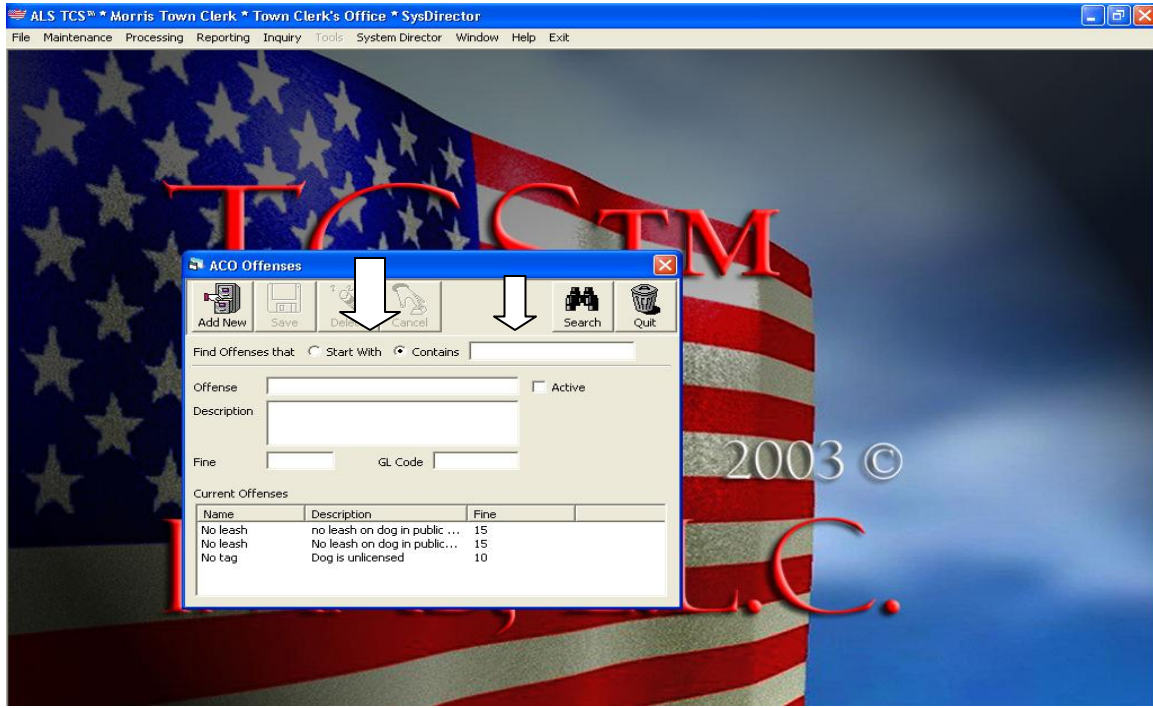 ALS TCS™ * Morris Town Clerk * Town Clerk's Office * SysDirector
File Maintenance Processing Reporting Inquiry Tools System Director Window Help Exit
TCS™
ACO Offenses
Add New Save Cancel Search Quit
Find Offenses that Start With Contains
Offense Active
Description
Fine GL Code
2003 ©
Current Offenses
Name Description Fine
No leash no leash on dog in public ... 15
No leash No leash on dog in public... 15
No tag Dog is unlicensed 10
L.C.